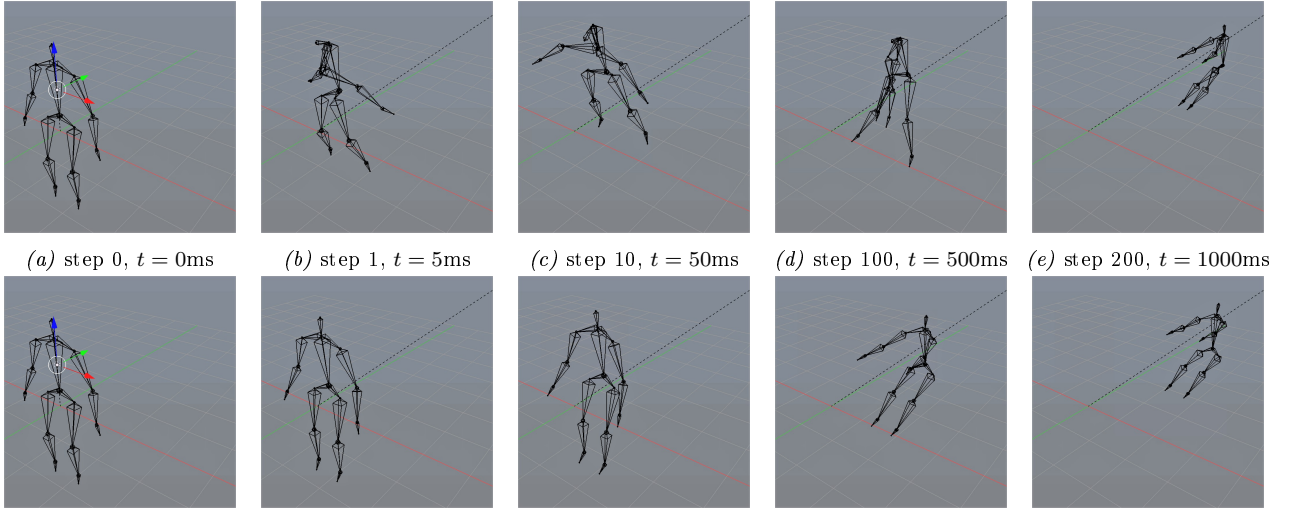 (a) step 0, t = 0ms (b) step 1, t = 5ms (c) step 10, t = 50ms (d) step 100, t = 500ms (e) step 200, t = 1000ms